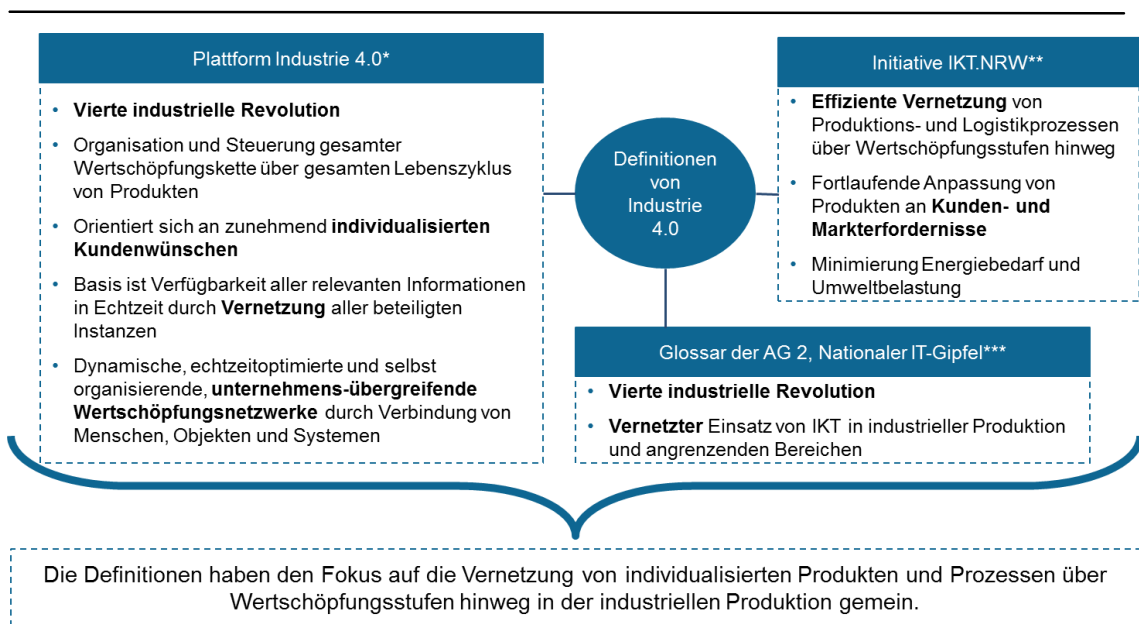 Plattform Industrie 4.0*
• Vierte industrielle Revolution
• Organisation und Steuerung gesamter
Wertschöpfungskette über gesamten Lebenszyklus
von Produkten
• Orientiert sich an zunehmend individualisierten
Kundenwünschen
• Basis ist Verfügbarkeit aller relevanten Informationen
in Echtzeit durch Vernetzung aller beteiligten
Instanzen
• Dynamische, echtzeitoptimierte und selbst
organisierende, unternehmens-übergreifende
Wertschöpfungsnetzwerke durch Verbindung von
Menschen, Objekten und Systemen
Definitionen
von
Industrie
4.0
Initiative IKT.NRW**
• Effiziente Vernetzung von
Produktions- und Logistikprozessen
über Wertschöpfungsstufen hinweg
• Fortlaufende Anpassung von
Produkten an Kunden- und
Markterfordernisse
• Minimierung Energiebedarf und
Umweltbelastung
Glossar der AG 2, Nationaler IT-Gipfel***
• Vierte industrielle Revolution
• Vernetzter Einsatz von IKT in industrieller Produktion
und angrenzenden Bereichen
Die Definitionen haben den Fokus auf die Vernetzung von individualisierten Produkten und Prozessen über
Wertschöpfungsstufen hinweg in der industriellen Produktion gemein.